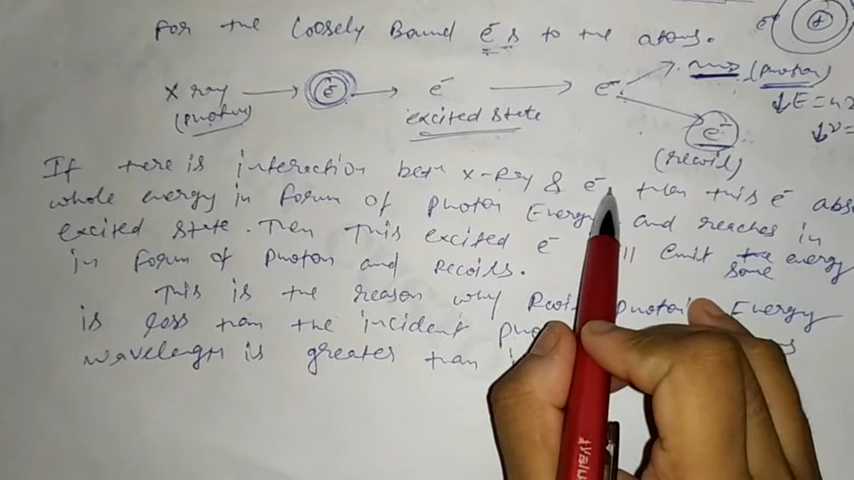 For the Loosely Bound e⁻s to the atoms.
X ray → e⁻ → e⁻ → e⁻
(photon) excited state (photon)
↓E = h
↓ν =
e⁻
(recoil)
If there is interaction betn x-Ray & e⁻ then this e⁻ abs
whole energy in form of photon Energy and reaches in
excited state. Then this excited e⁻ ll emit some energy
in form of photon and Recoils.
This is the reason why photon Energy
is less than the incident
wavelength is greater than
iValu